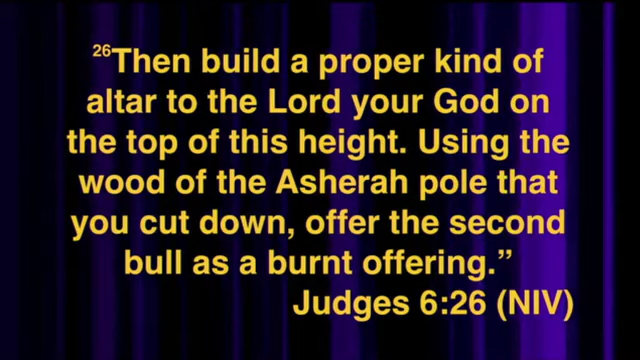 26Then build a proper kind of
altar to the Lord your God on
the top of this height. Using the
wood of the Asherah pole that
you cut down, offer the second
bull as a burnt offering.”
Judges 6:26 (NIV)